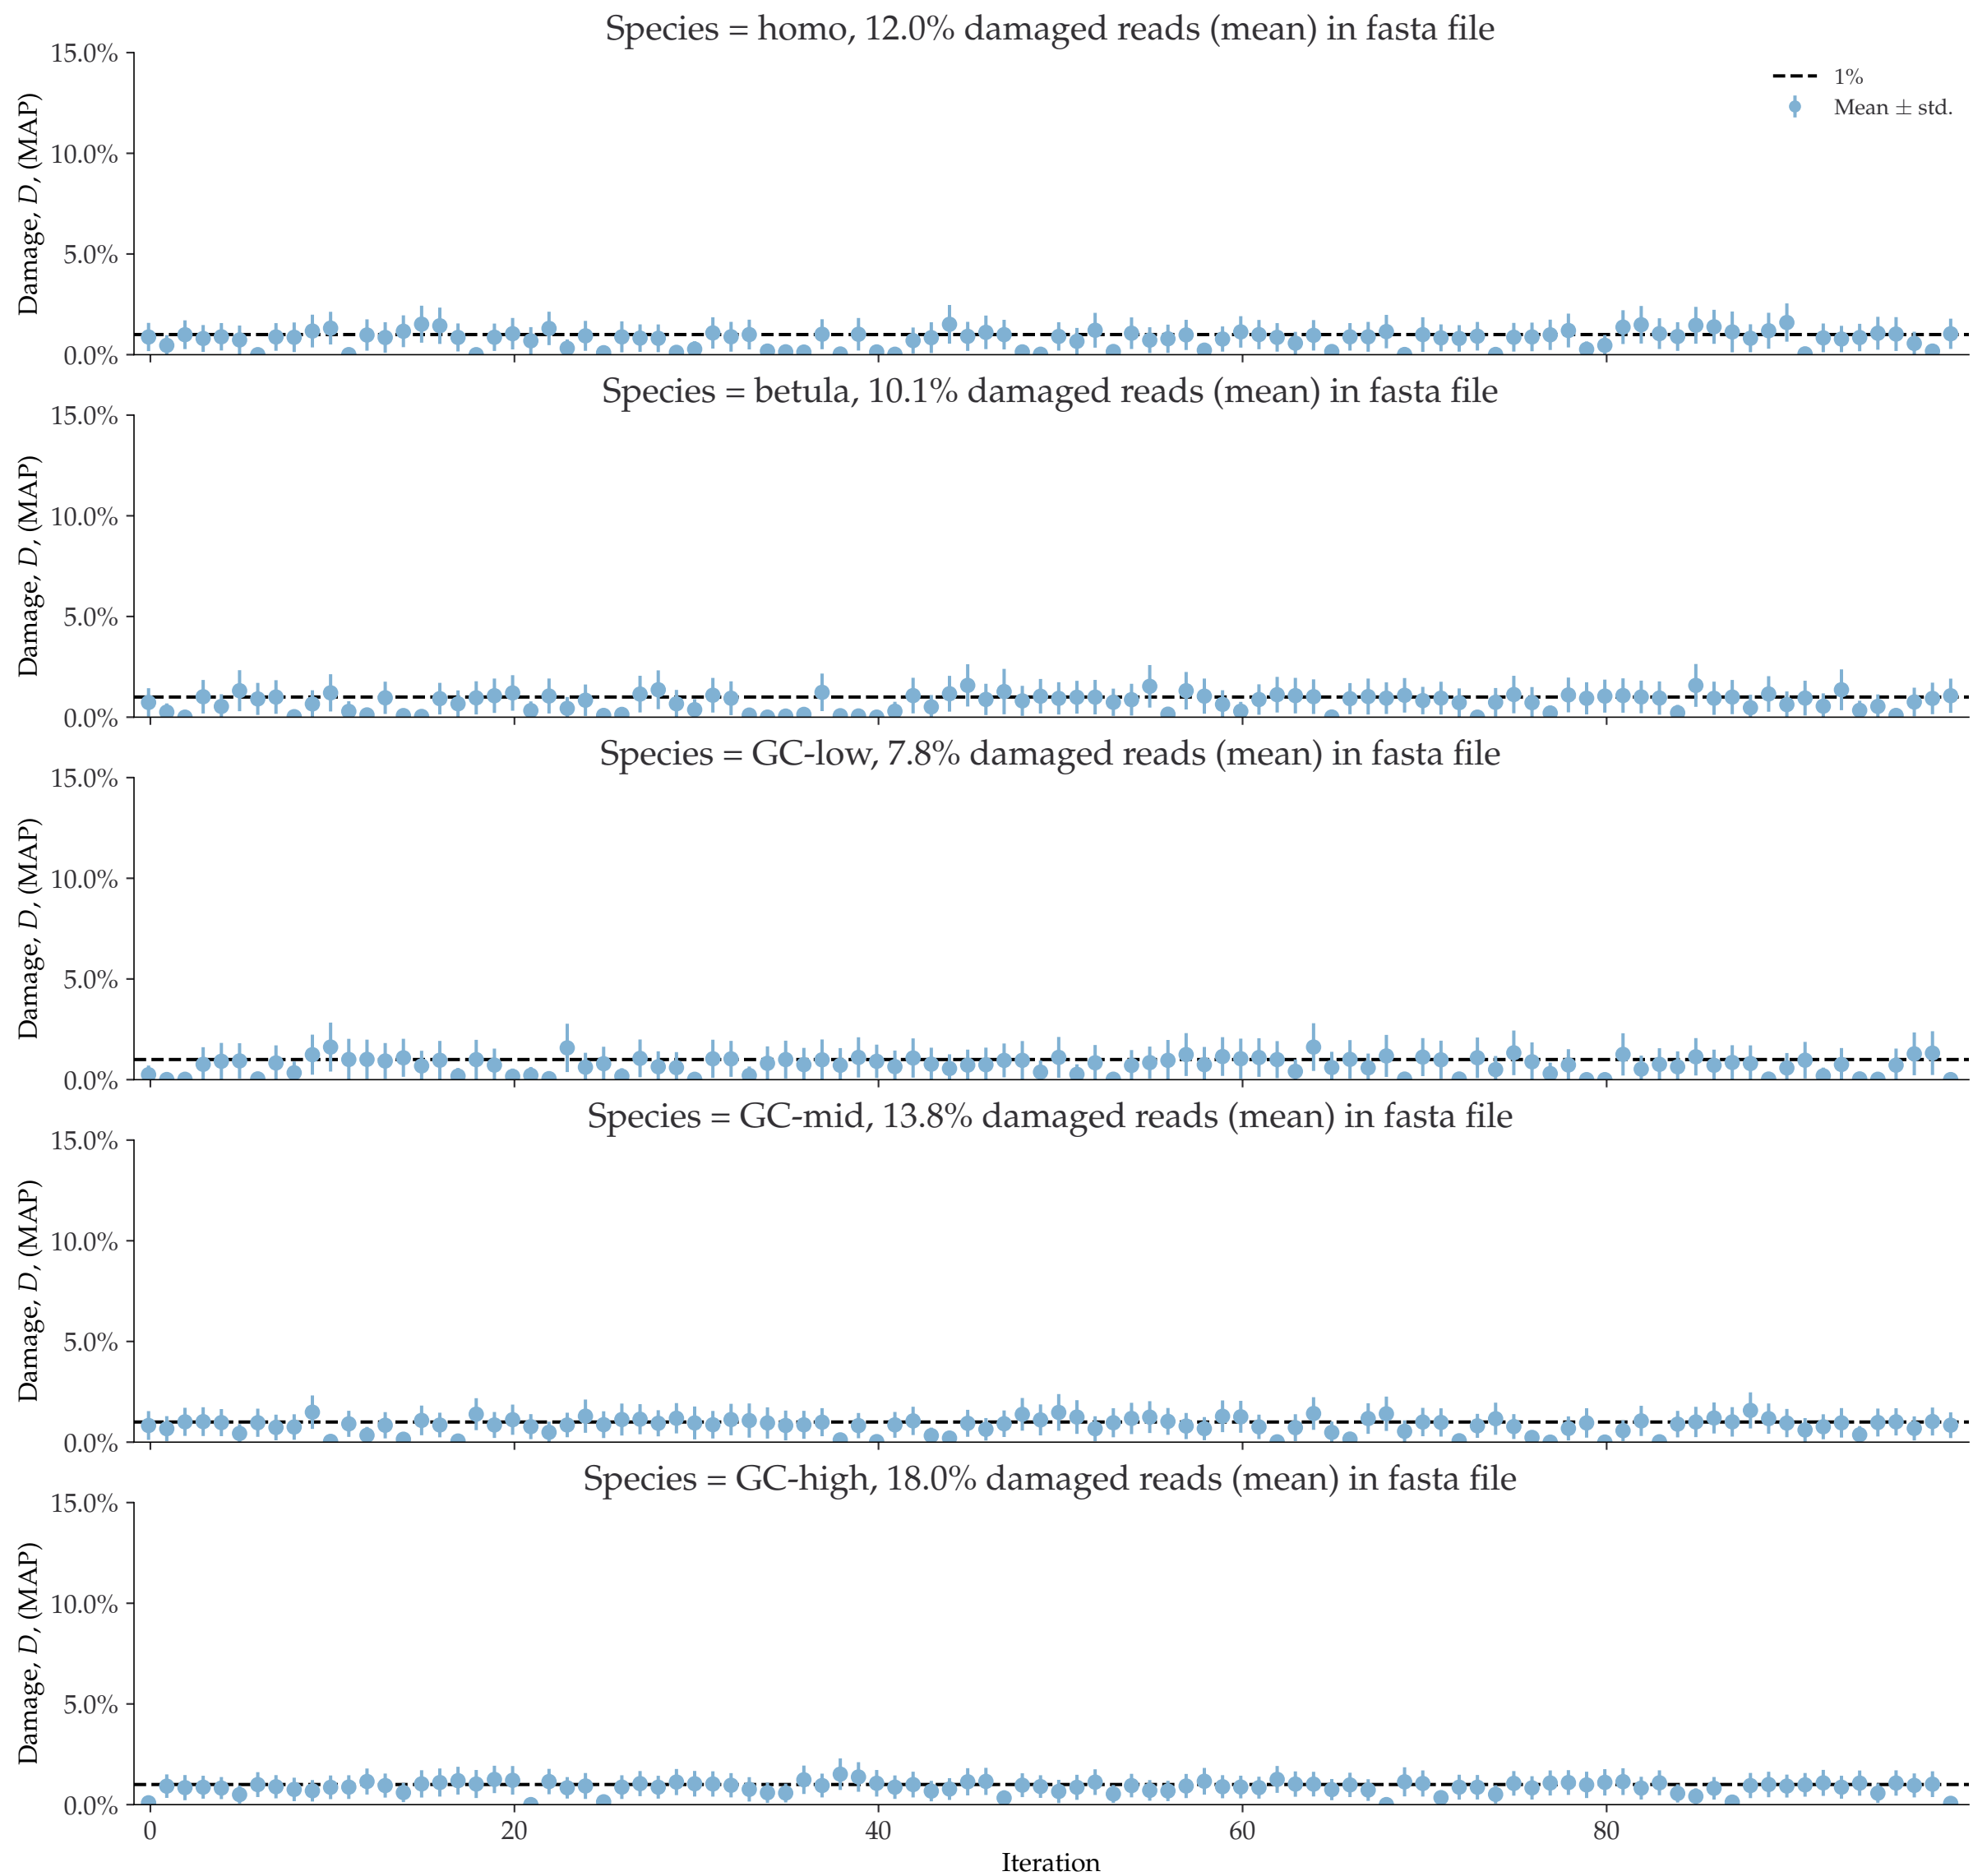 Species = homo, 12.0% damaged reads (mean) in fasta file
15.0%
10.0%
5.0%
0.0%
Damage, D, (MAP)
1%
Mean ± std.
Species = betula, 10.1% damaged reads (mean) in fasta file
15.0%
10.0%
5.0%
0.0%
Damage, D, (MAP)
Species = GC-low, 7.8% damaged reads (mean) in fasta file
15.0%
10.0%
5.0%
0.0%
Damage, D, (MAP)
Species = GC-mid, 13.8% damaged reads (mean) in fasta file
15.0%
10.0%
5.0%
0.0%
Damage, D, (MAP)
Species = GC-high, 18.0% damaged reads (mean) in fasta file
15.0%
10.0%
5.0%
0.0%
Damage, D, (MAP)
0 20 40 60 80
Iteration